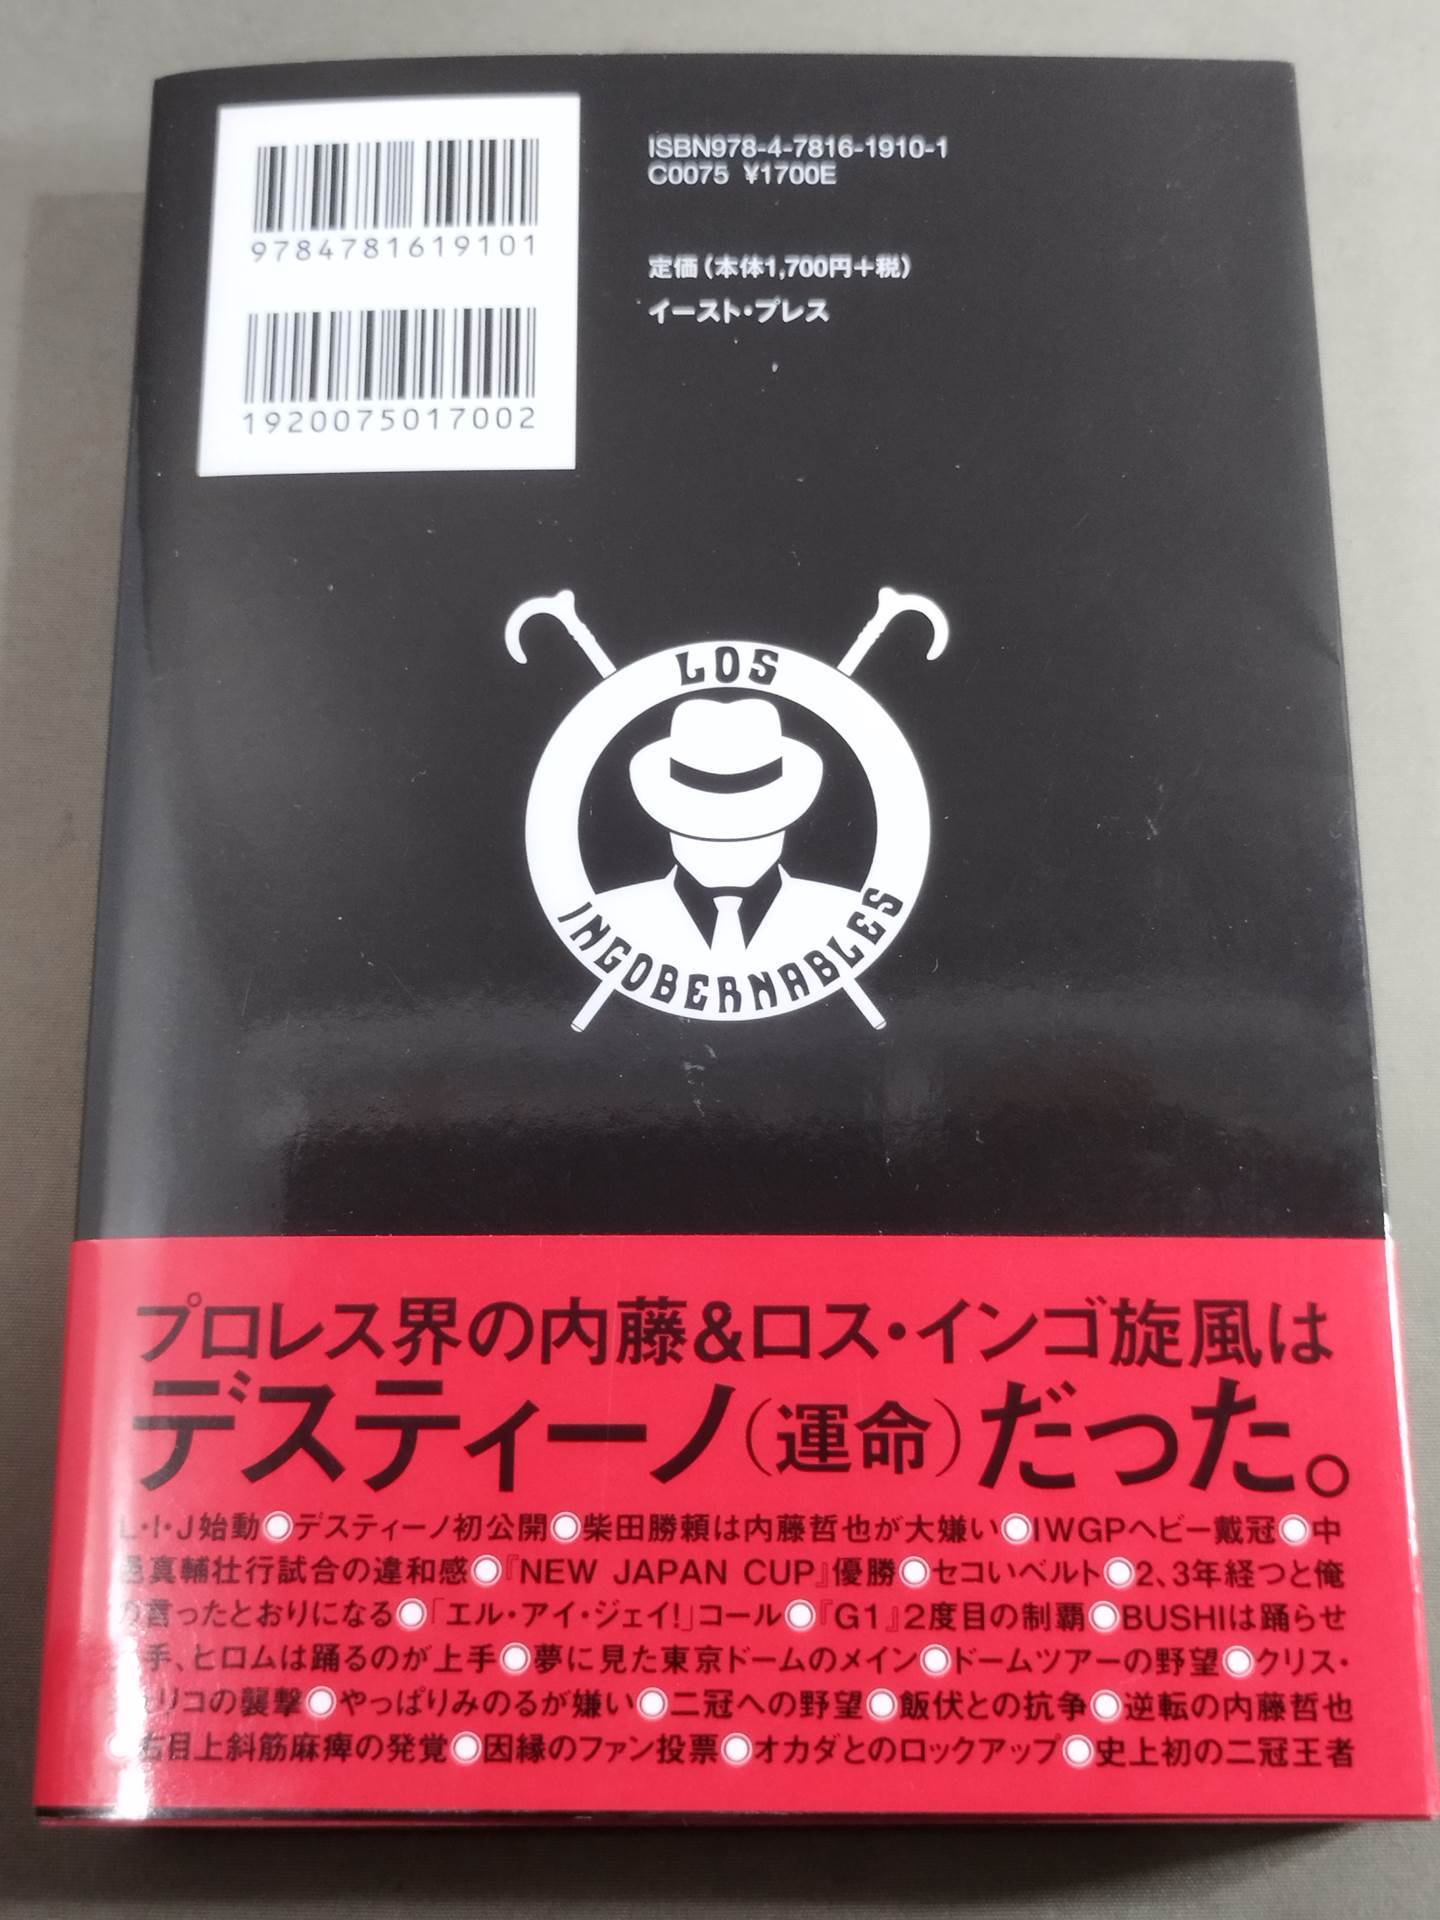 ISBN978-4-7816-1910-1
C0075 ¥1700E
9784781619101
定価(本体1,700円+税)
イースト・プレス
1920075017002
LOS
INGOBERNABLES
プロレス界の内藤&ロス・インゴ旋風は
デスティーノ(運命)だった。
L・I・J始動◉デスティーノ初公開◉柴田勝頼は内藤哲也が大嫌い◉IWGPヘビー戴冠◉中
邑真輔壮行試合の違和感◉『NEW JAPAN CUP』優勝◉セコいベルト◉2、3年経つと俺
の言ったとおりになる◉「エル・アイ・ジェイ!」コール◉『G1』2度目の制覇◉BUSHIは踊らせ
手、ヒロムは踊るのが上手◉夢に見た東京ドームのメイン◉ドームツアーの野望◉クリス・
リコの襲撃◉やっぱりみのるが嫌い◉二冠への野望◉飯伏との抗争◉逆転の内藤哲也
◉右目上斜筋麻痺の発覚◉因縁のファン投票◉オカダとのロックアップ◉史上初の二冠王者